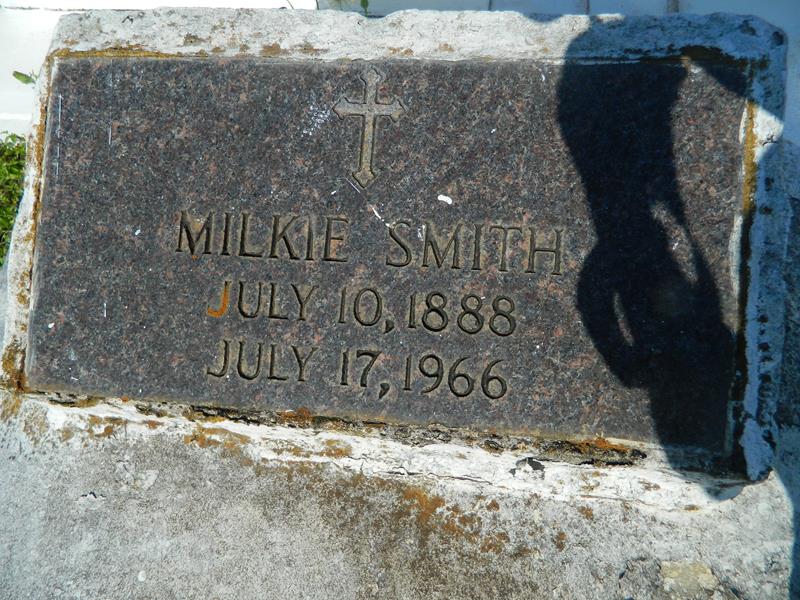 MILKIE SMITH
JULY 10, 1888
JULY 17, 1966